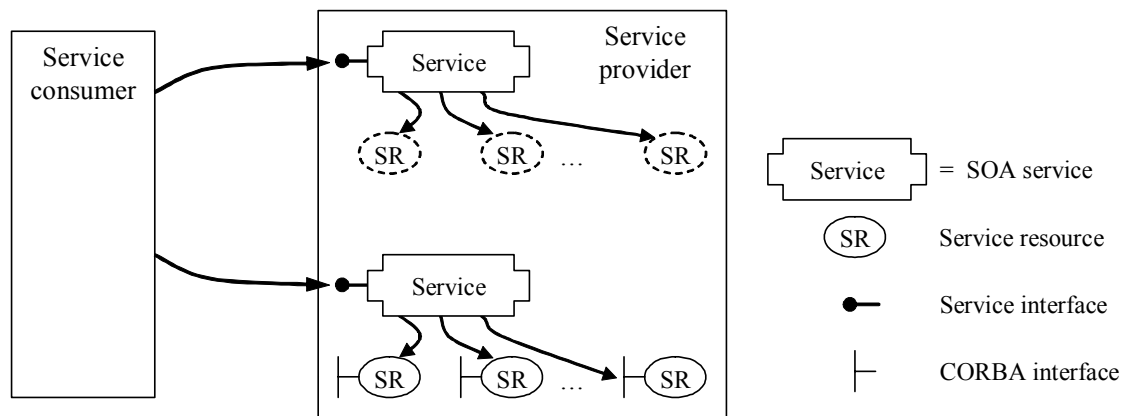 Service
consumer
Service
provider
Service
SR
SR
...
SR
Service
SR
SR
...
SR
Service
= SOA service
SR
Service resource
Service interface
CORBA interface